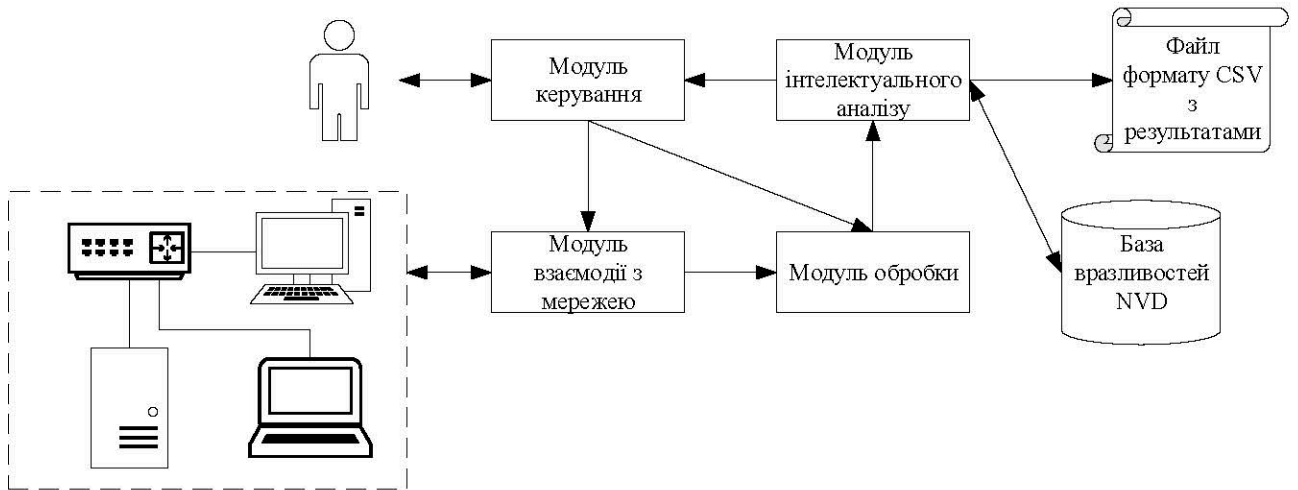 Модуль
керування
Модуль
інтелектуального
аналізу
Файл
формату CSV
з
результатами
Модуль
взаємодії з
мережею
Модуль обробки
База
вразливостей
NVD